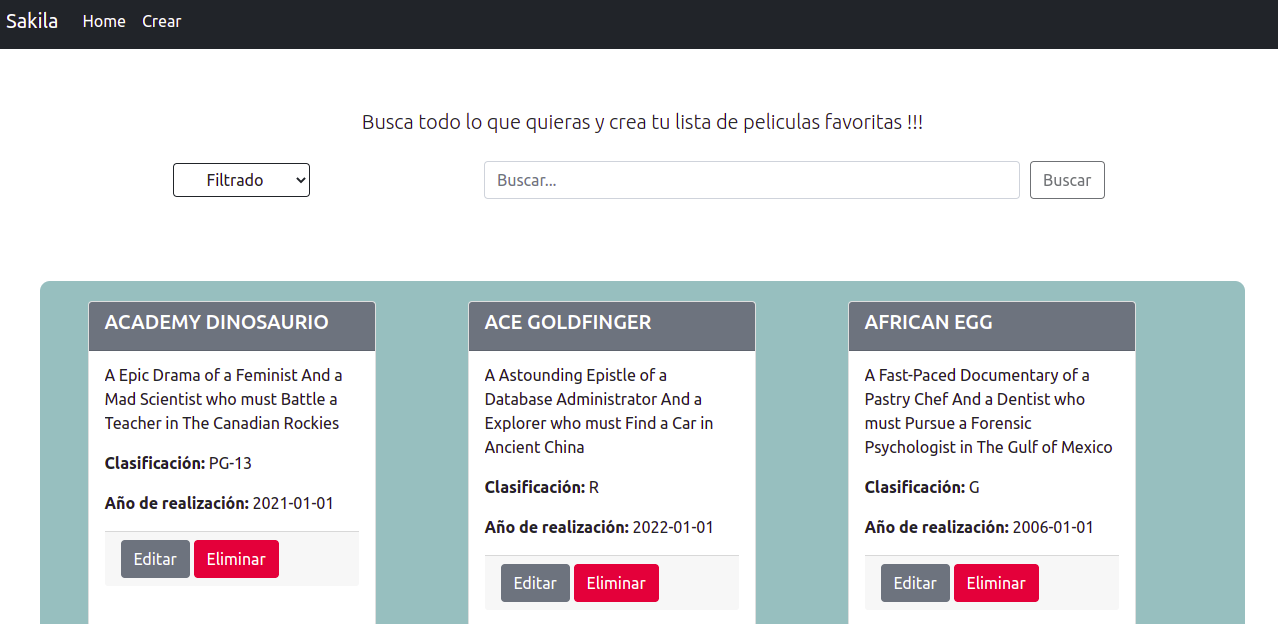 Sakila Home Crear
Busca todo lo que quieras y crea tu lista de peliculas favoritas !!!
Filtrado Buscar... Buscar
ACADEMY DINOSAURIO
A Epic Drama of a Feminist And a
Mad Scientist who must Battle a
Teacher in The Canadian Rockies
Clasificación: PG-13
Año de realización: 2021-01-01
Editar Eliminar
ACE GOLDFINGER
A Astounding Epistle of a
Database Administrator And a
Explorer who must Find a Car in
Ancient China
Clasificación: R
Año de realización: 2022-01-01
Editar Eliminar
AFRICAN EGG
A Fast-Paced Documentary of a
Pastry Chef And a Dentist who
must Pursue a Forensic
Psychologist in The Gulf of Mexico
Clasificación: G
Año de realización: 2006-01-01
Editar Eliminar